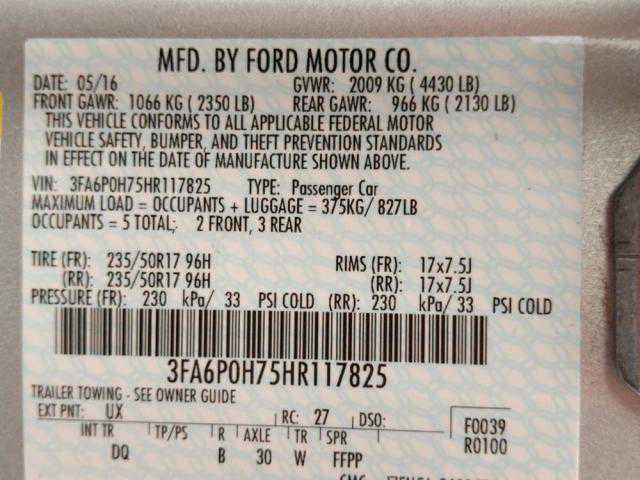 MFD. BY FORD MOTOR CO.
DATE: 05/16 GVWR: 2009 KG ( 4430 LB)
FRONT GAWR: 1066 KG ( 2350 LB) REAR GAWR: 966 KG ( 2130 LB)
THIS VEHICLE CONFORMS TO ALL APPLICABLE FEDERAL MOTOR
VEHICLE SAFETY, BUMPER, AND THEFT PREVENTION STANDARDS
IN EFFECT ON THE DATE OF MANUFACTURE SHOWN ABOVE.
VIN: 3FA6P0H75HR117825 TYPE: Passenger Car
MAXIMUM LOAD = OCCUPANTS + LUGGAGE = 375KG/ 827LB
OCCUPANTS = 5 TOTAL; 2 FRONT, 3 REAR
TIRE (FR): 235/50R17 96H RIMS (FR): 17x7.5J
(RR): 235/50R17 96H (RR): 17x7.5J
PRESSURE (FR): 230 kPa/ 33 PSI COLD (RR): 230 kPa/ 33 PSI COLD
3FA6P0H75HR117825
TRAILER TOWING - SEE OWNER GUIDE
EXT PNT: UX RC: 27 DSO: F0039
INT TR TP/PS R AXLE TR SPR R0100
DQ B 30 W FFPP